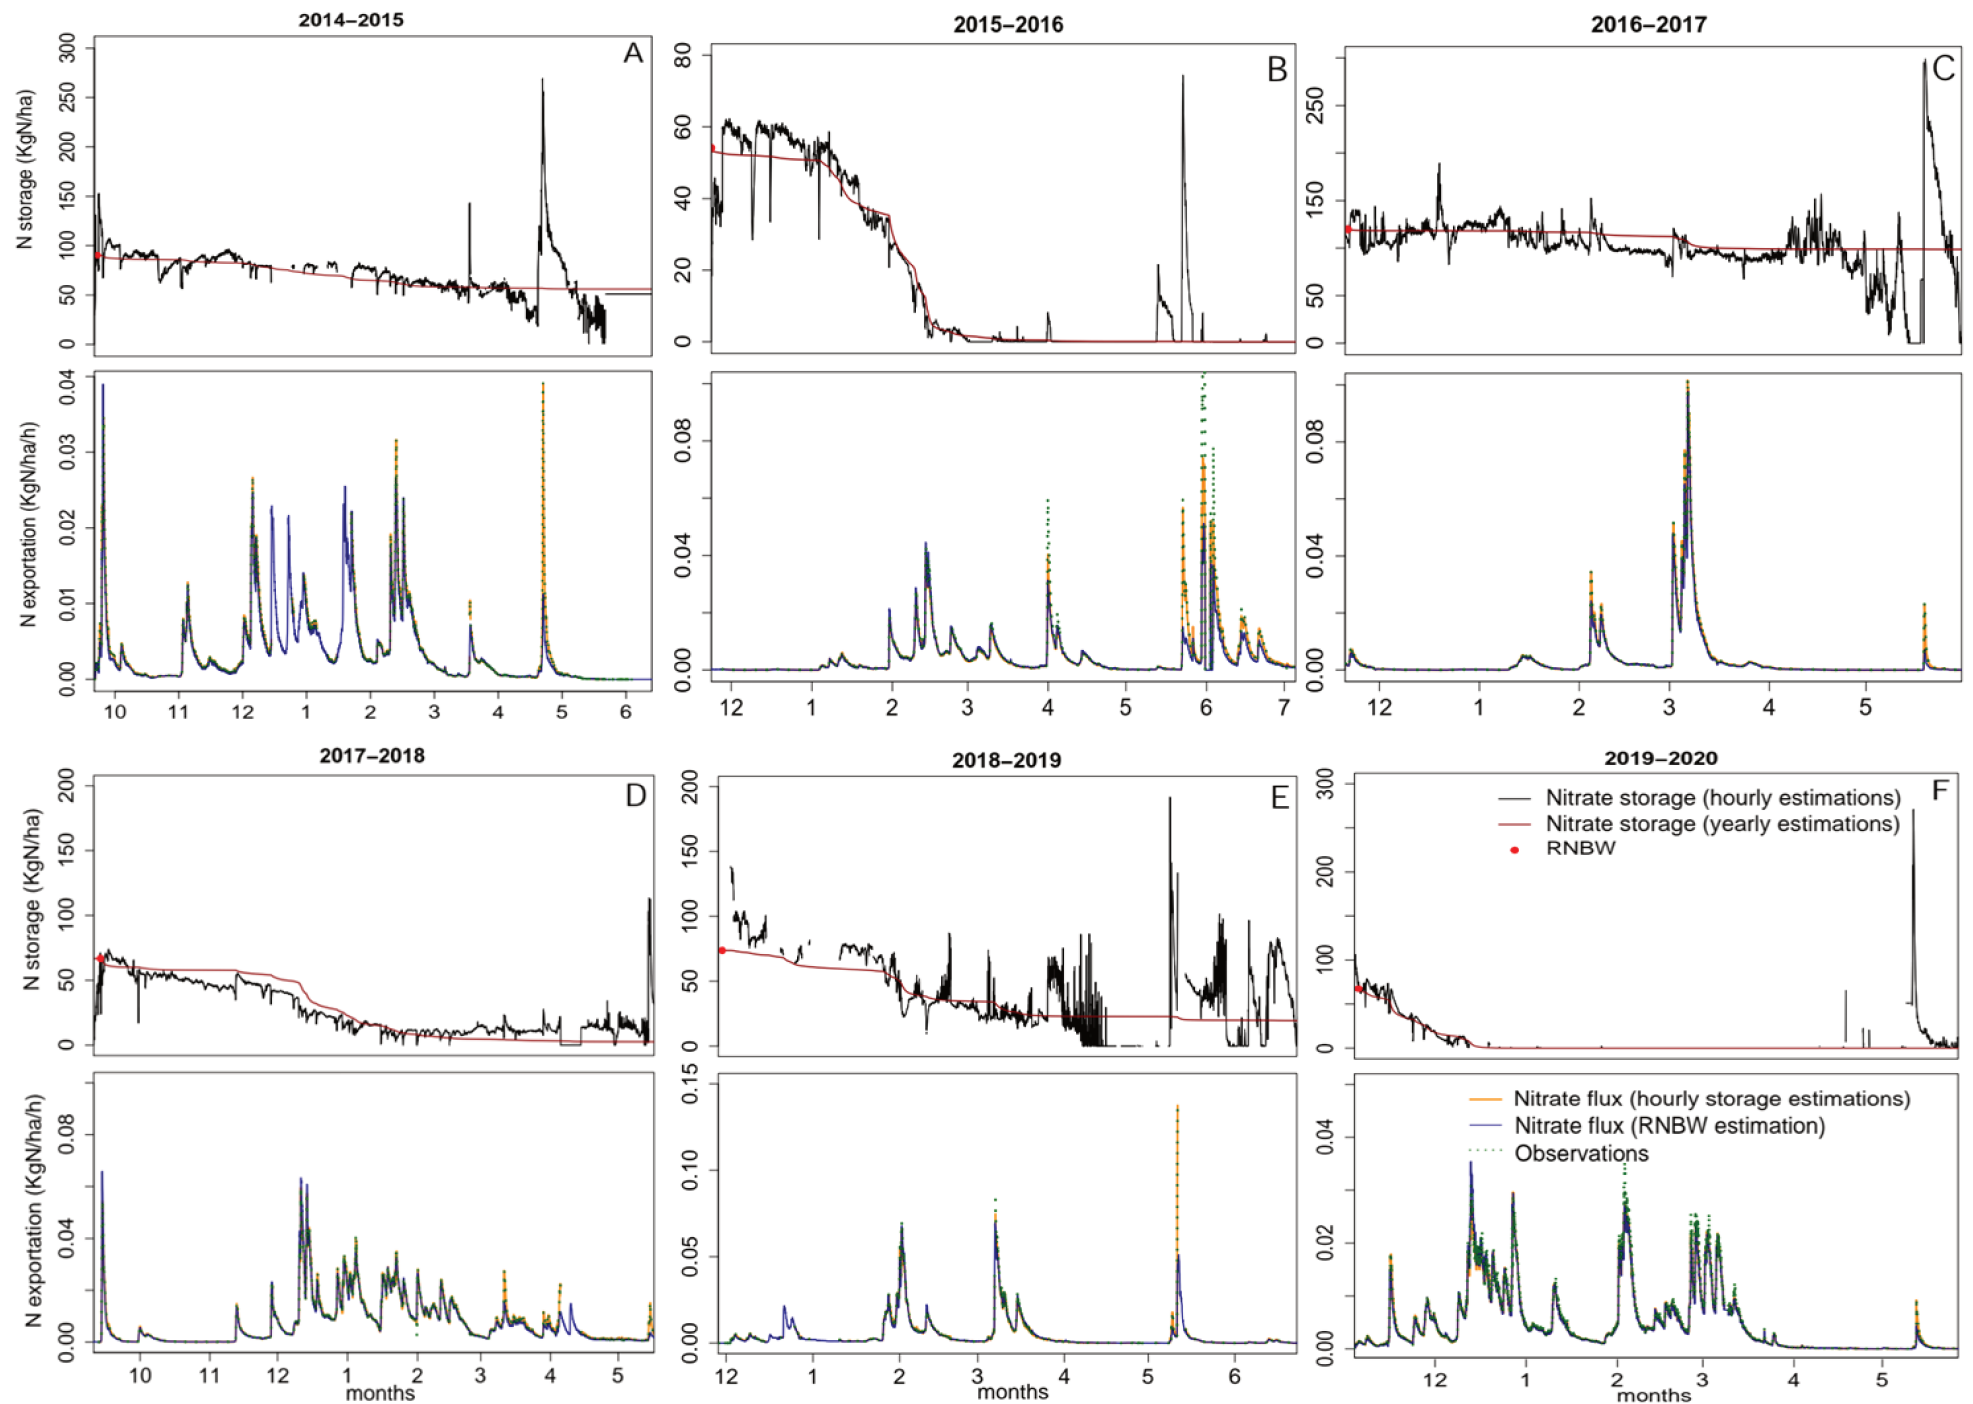 2014–2015
A
N storage (KgN/ha)
300
250
200
150
100
50
0
N exportation (KgN/ha/h)
0.04
0.03
0.02
0.01
0.00
10 11 12 1 2 3 4 5 6
2015–2016
B
80
60
40
20
0
0.08
0.04
0.00
12 1 2 3 4 5 6 7
2016–2017
C
250
150
50
0
0.08
0.04
0.00
12 1 2 3 4 5
2017–2018
D
N storage (KgN/ha)
200
150
100
50
0
N exportation (KgN/ha/h)
0.08
0.04
0.00
10 11 12 1 2 3 4 5
months
2018–2019
E
200
150
100
50
0
0.15
0.10
0.05
0.00
12 1 2 3 4 5 6
months
2019–2020
F
300
200
100
0
Nitrate storage (hourly estimations)
Nitrate storage (yearly estimations)
RNBW
0.04
0.02
0.00
Nitrate flux (hourly storage estimations)
Nitrate flux (RNBW estimation)
Observations
12 1 2 3 4 5
months